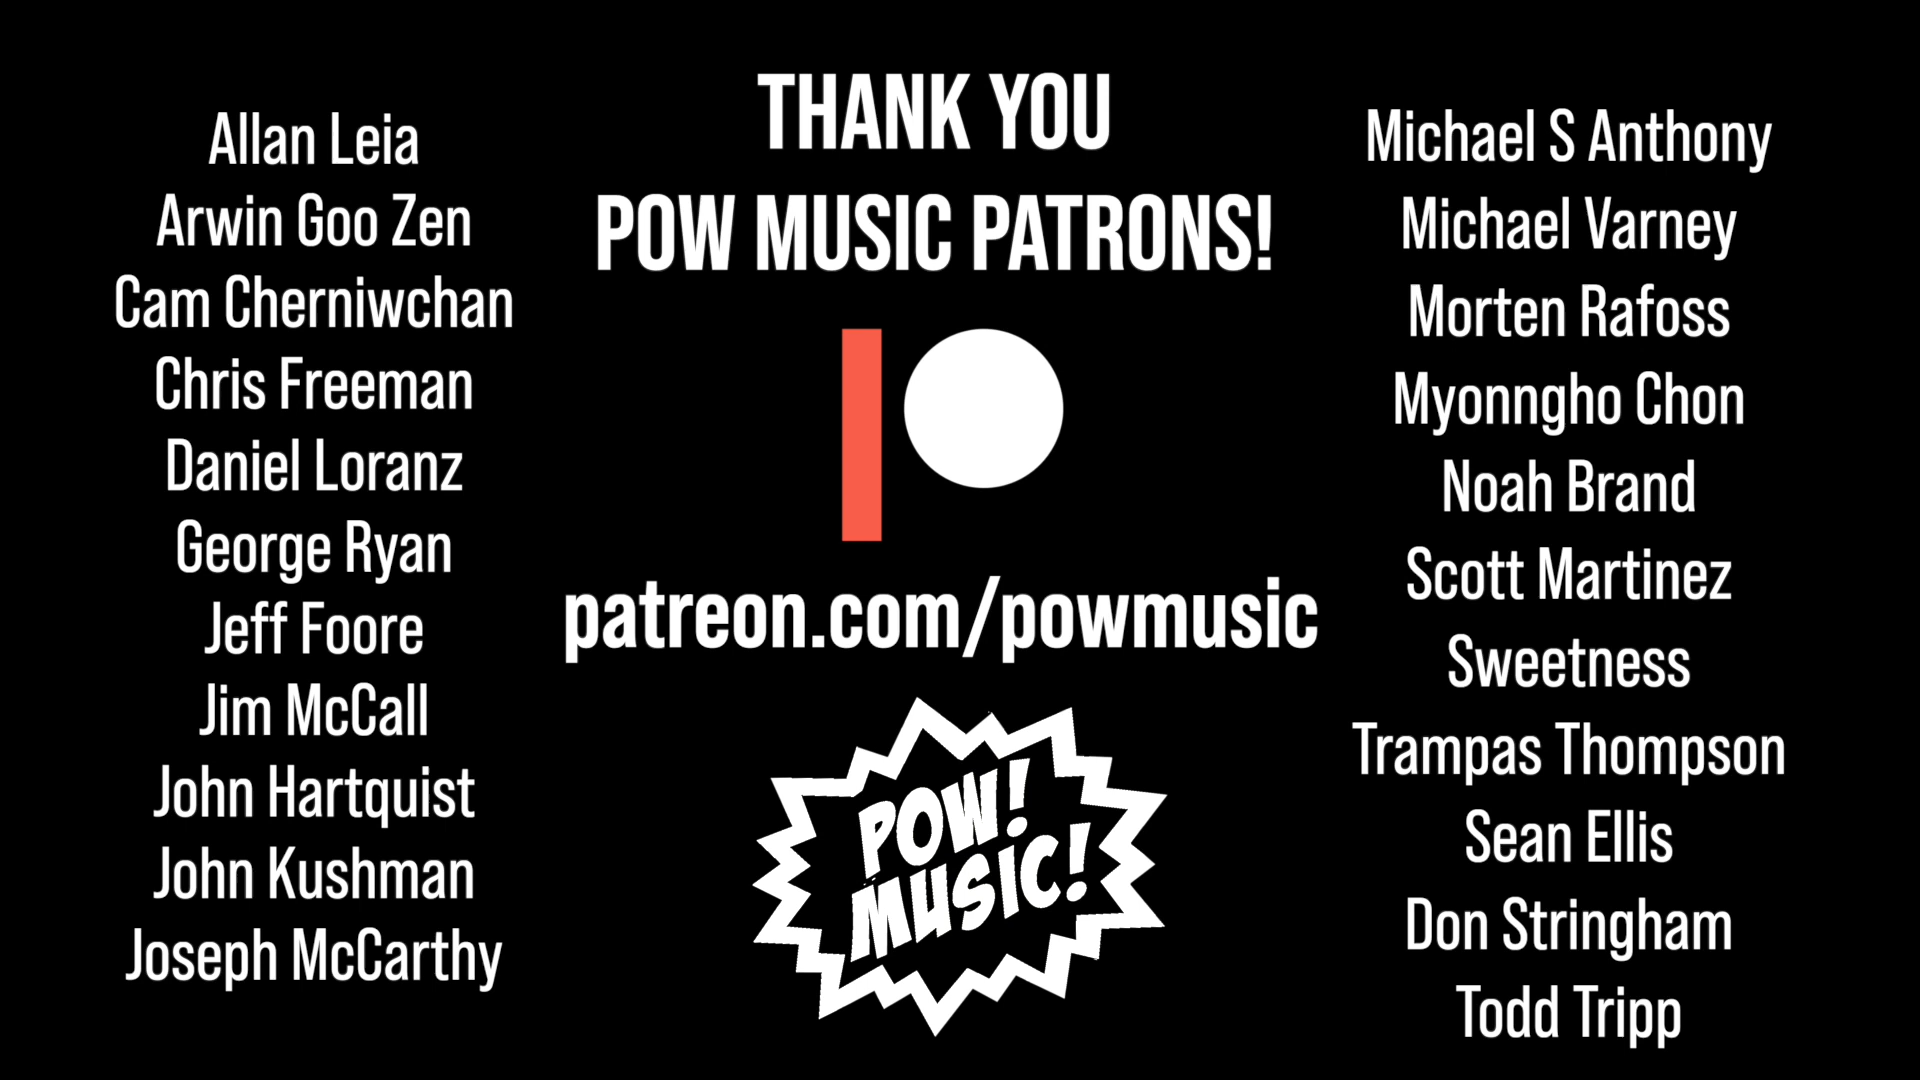 Allan Leia
Arwin Goo Zen
Cam Cherniwchan
Chris Freeman
Daniel Loranz
George Ryan
Jeff Foore
Jim McCall
John Hartquist
John Kushman
Joseph McCarthy
THANK YOU
POW MUSIC PATRONS!
patreon.com/powmusic
POW!
MUSIC!
Michael S Anthony
Michael Varney
Morten Rafoss
Myonngho Chon
Noah Brand
Scott Martinez
Sweetness
Trampas Thompson
Sean Ellis
Don Stringham
Todd Tripp